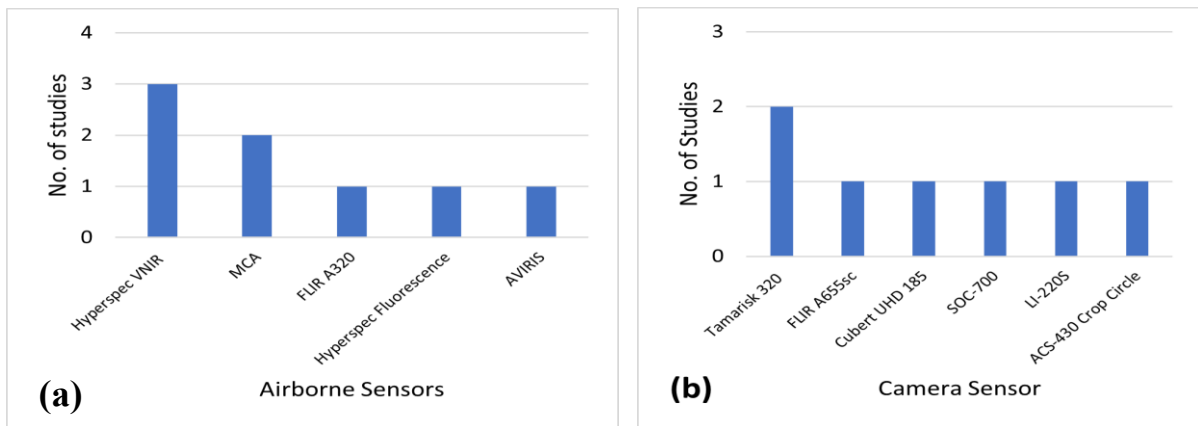 4
3
2
1
0
No. of studies
Hyperspec VNIR
MCA
FLIR A320
Hyperspec Fluorescence
AVIRIS
(a)
Airborne Sensors
3
2
1
0
No. of Studies
Tamarisk 320
FLIR A655sc
Cubert UHD 185
SOC-700
LI-220S
ACS-430 Crop Circle
(b)
Camera Sensor